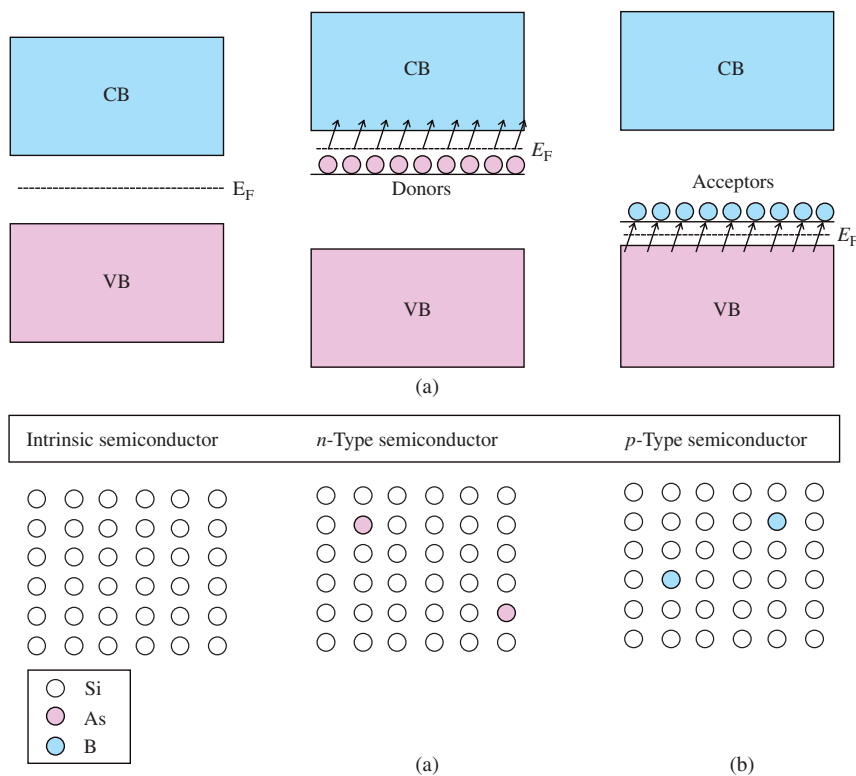 CB
CB
CB
E_F
E_F
Donors
Acceptors
E_F
VB
VB
VB
(a)
Intrinsic semiconductor
n-Type semiconductor
p-Type semiconductor
Si
As
B
(a)
(b)